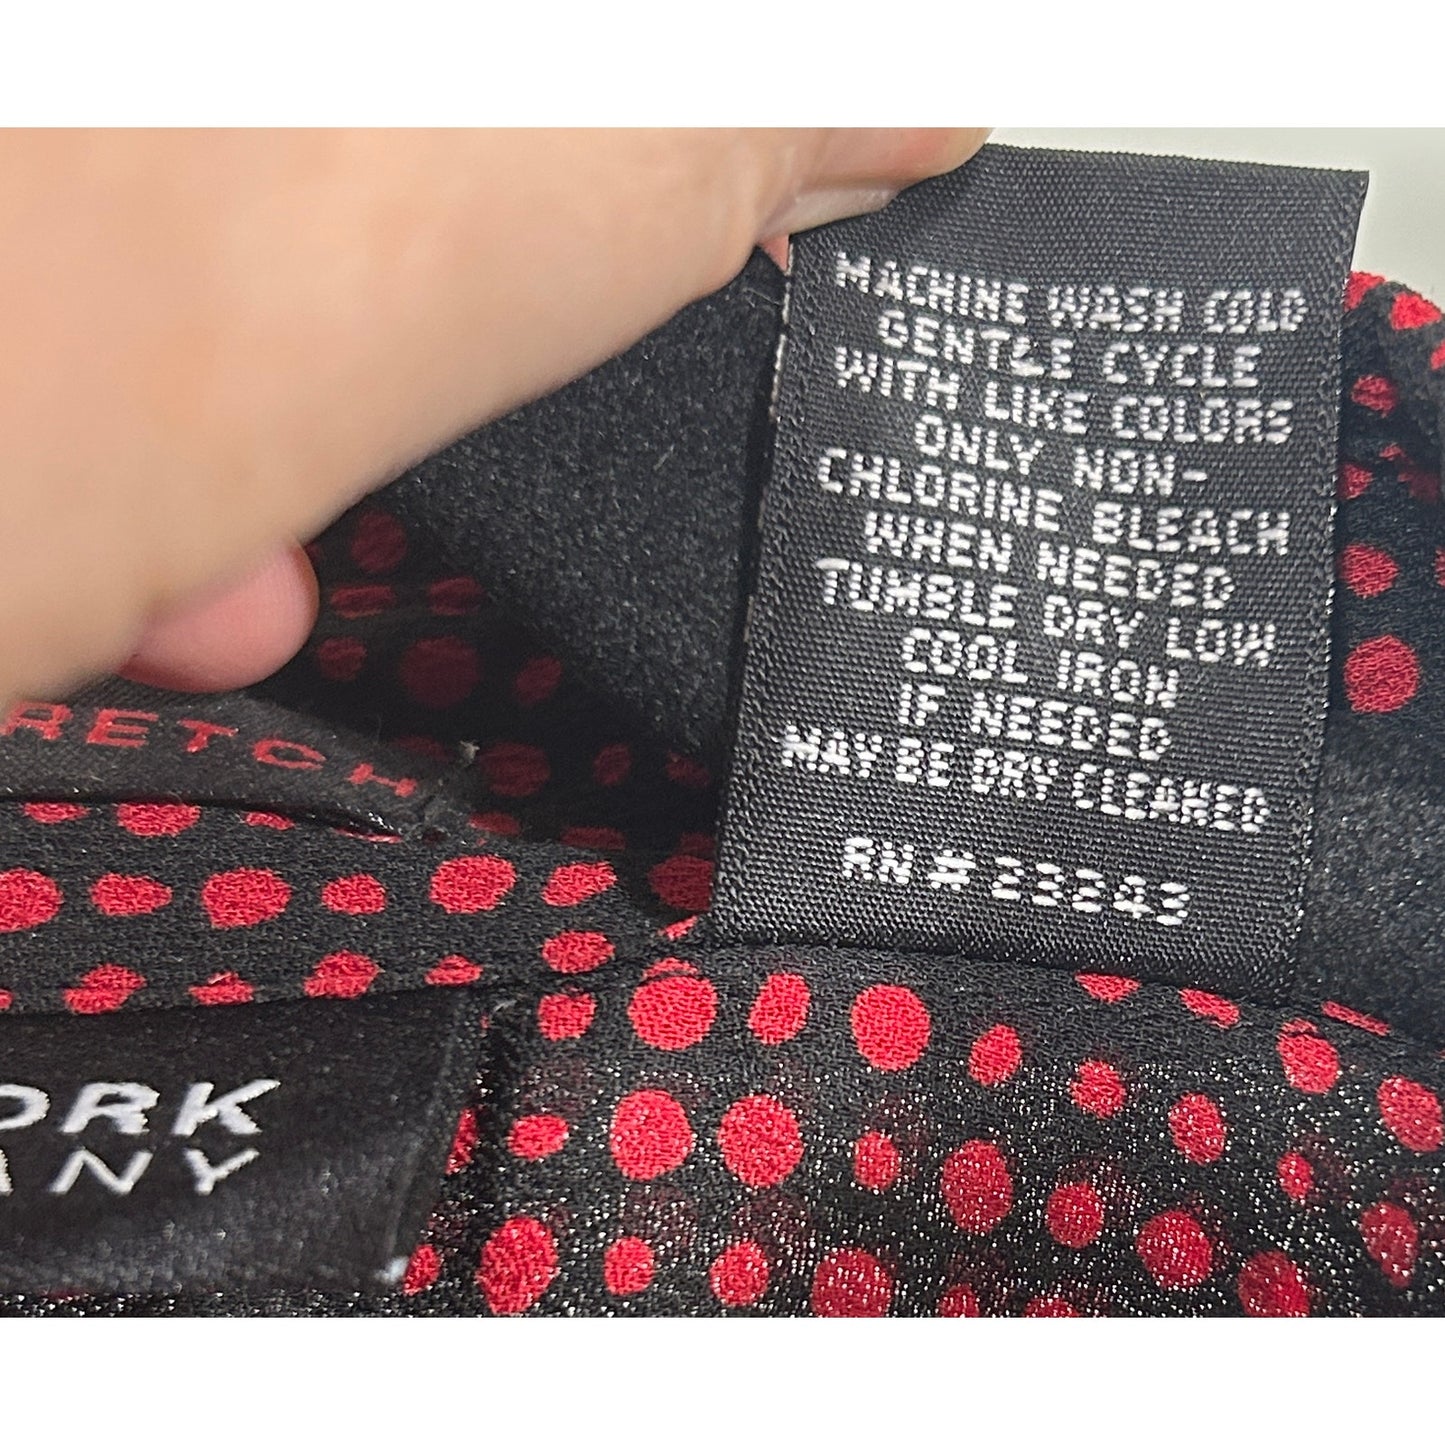 MACHINE WASH COLD
GENTLE CYCLE
WITH LIKE COLORS
ONLY NON-
CHLORINE BLEACH
WHEN NEEDED
TUMBLE DRY LOW
COOL IRON
IF NEEDED
MAY BE DRY CLEANED
RN# 23243
RETCH
ORK
ANY